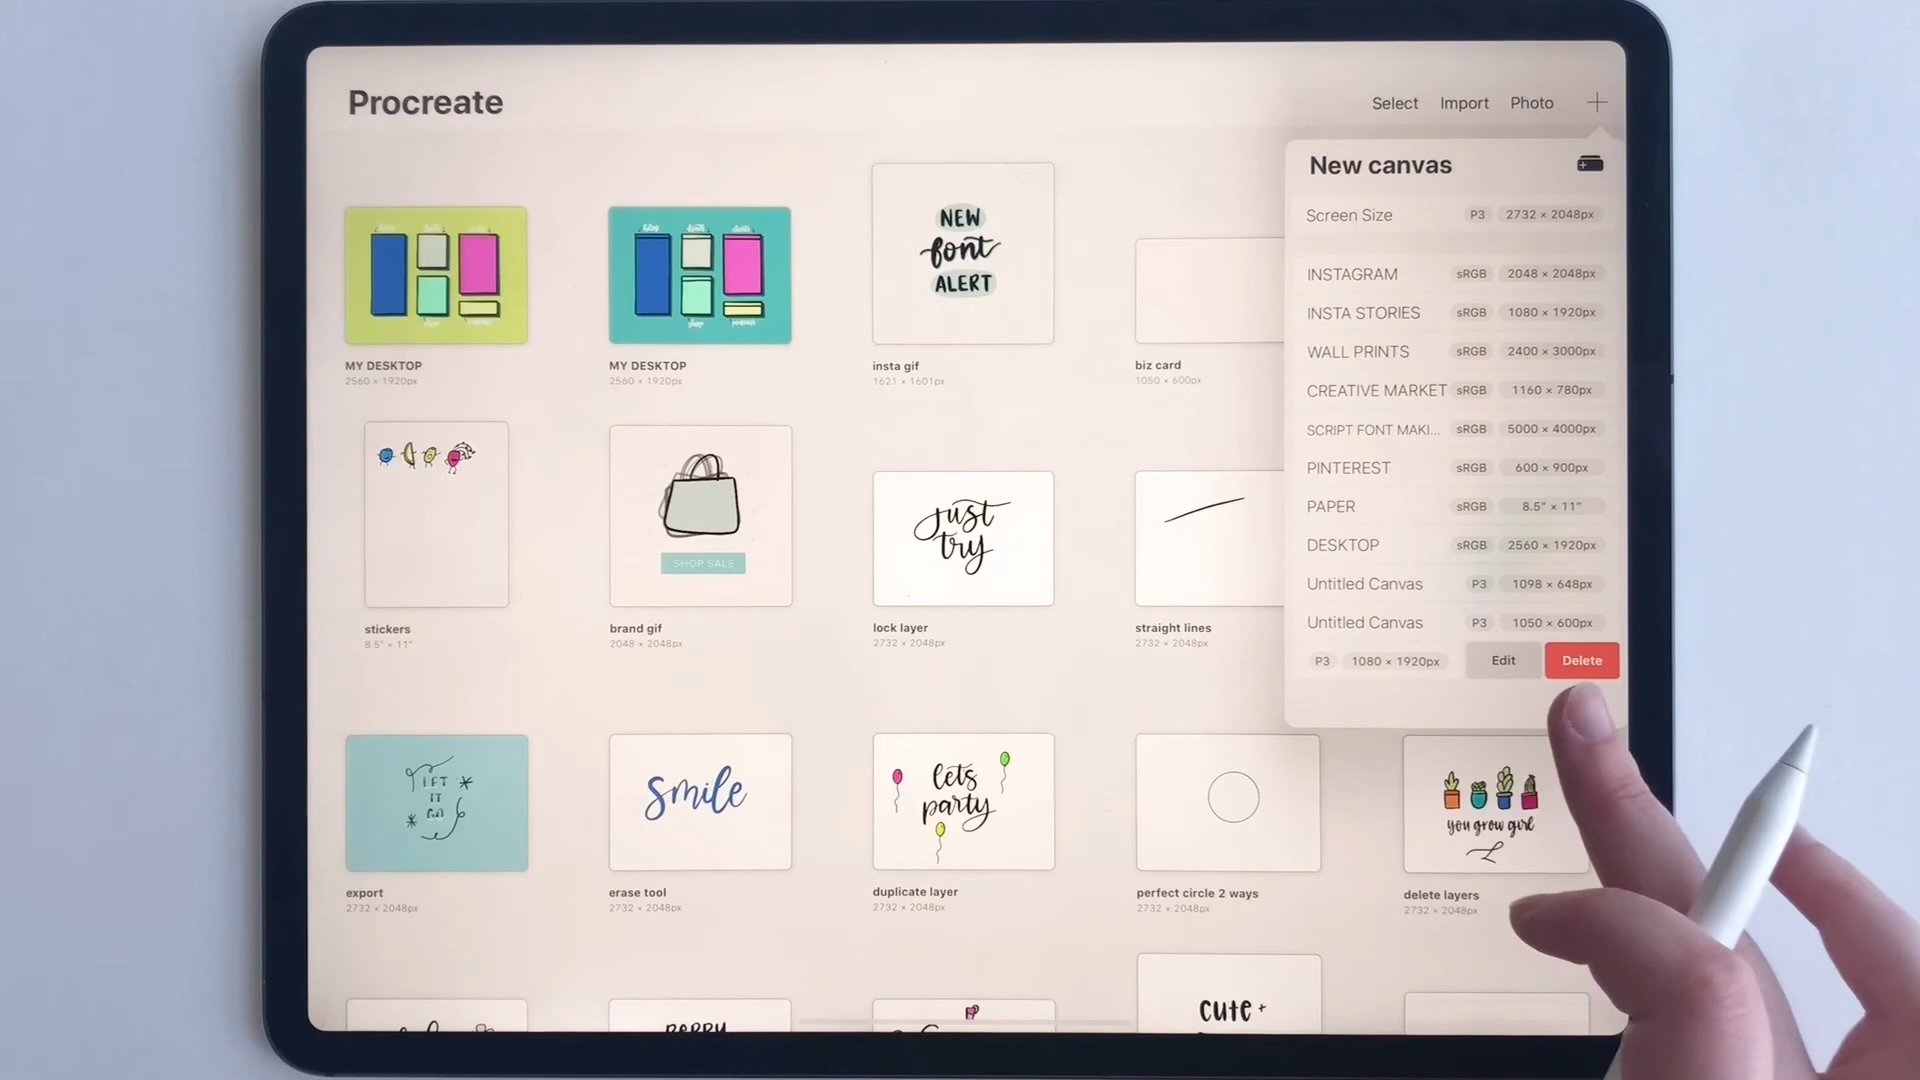 Procreate
Select Import Photo
New canvas
Screen Size P3 2732 × 2048px
INSTAGRAM sRGB 2048 × 2048px
INSTA STORIES sRGB 1080 × 1920px
WALL PRINTS sRGB 2400 × 3000px
CREATIVE MARKET sRGB 1160 × 780px
SCRIPT FONT MAKI... sRGB 5000 × 4000px
PINTEREST sRGB 600 × 900px
PAPER sRGB 8.5" × 11"
DESKTOP sRGB 2560 × 1920px
Untitled Canvas P3 1098 × 648px
Untitled Canvas P3 1050 × 600px
P3 1080 × 1920px Edit Delete
NEW
font
ALERT
MY DESKTOP
2560 × 1920px
MY DESKTOP
2560 × 1920px
insta gif
1621 × 1601px
biz card
1050 × 600px
SHOP SALE
just
try
stickers
8.5" × 11"
brand gif
2048 × 2048px
lock layer
2732 × 2048px
straight lines
2732 × 2048px
LET
IT
GO
smile
lets
party
you grow girl
export
2732 × 2048px
erase tool
2732 × 2048px
duplicate layer
2732 × 2048px
perfect circle 2 ways
2732 × 2048px
delete layers
2732 × 2048px
cute +